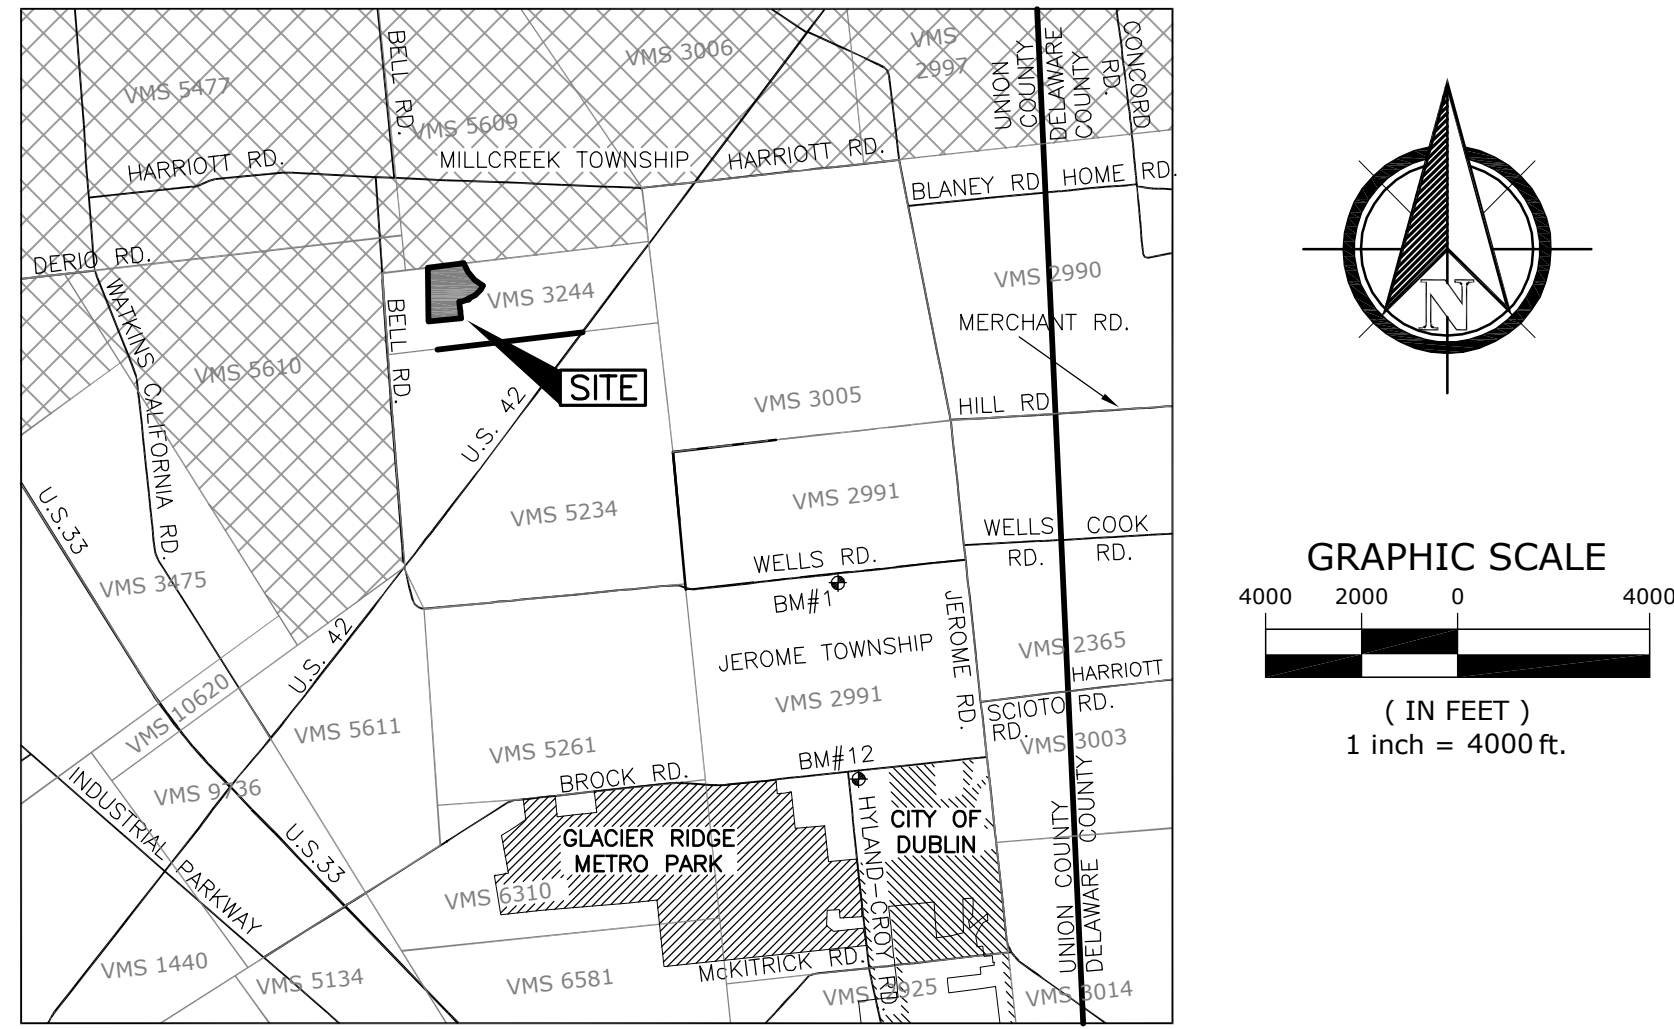 VMS 5477
BELL RD.
VMS 3006
VMS
2997
UNION
COUNTY
DELAWARE
COUNTY
CONCORD
RD.
VMS 5609
HARRIOTT RD.
MILLCREEK TOWNSHIP
HARRIOTT RD.
BLANEY RD
HOME RD.
DERIO RD.
WATKINS CALIFORNIA RD.
BELL RD.
VMS 3244
VMS 2990
MERCHANT RD.
VMS 5610
SITE
U.S. 42
VMS 3005
HILL RD
U.S.33
VMS 5234
VMS 2991
WELLS
RD.
COOK
RD.
WELLS RD.
BM#1
VMS 3475
JEROME RD.
U.S. 42
JEROME TOWNSHIP
VMS 2365
HARRIOTT
RD.
VMS 2991
SCIOTO
RD.
VMS 10620
VMS 5611
VMS 5261
BM#12
VMS 3003
BROCK RD.
INDUSTRIAL PARKWAY
VMS 9736
U.S.33
GLACIER RIDGE
METRO PARK
HYLAND-CROY RD.
CITY OF
DUBLIN
UNION COUNTY
DELAWARE COUNTY
VMS 6310
VMS 1440
VMS 5134
VMS 6581
McKITRICK RD.
VMS 2925
VMS 3014
N
GRAPHIC SCALE
4000 2000 0 4000
( IN FEET )
1 inch = 4000 ft.